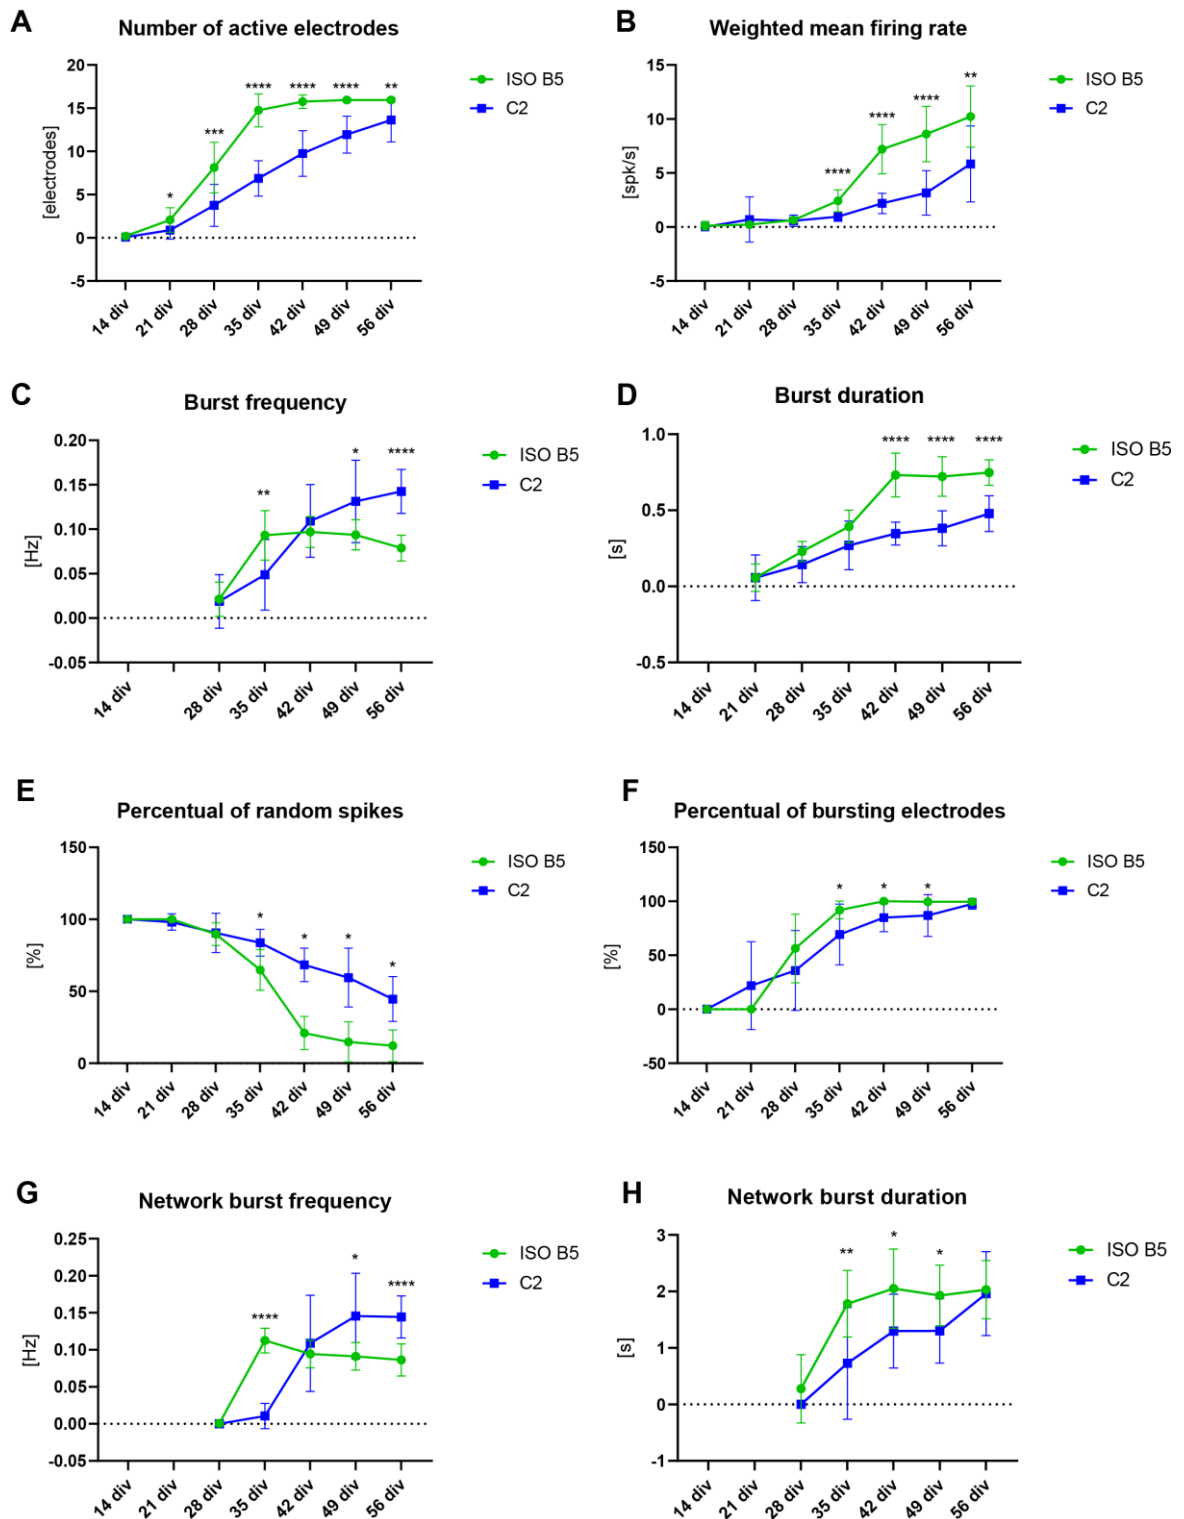 A
Number of active electrodes
[electrodes]
20
15
10
5
0
-5
* *** **** **** **** **
14 div 21 div 28 div 35 div 42 div 49 div 56 div
ISO B5
C2
B
Weighted mean firing rate
[spk/s]
15
10
5
0
-5
**** **** **** **
14 div 21 div 28 div 35 div 42 div 49 div 56 div
ISO B5
C2
C
Burst frequency
[Hz]
0.20
0.15
0.10
0.05
0.00
-0.05
** * ****
14 div 28 div 35 div 42 div 49 div 56 div
ISO B5
C2
D
Burst duration
[s]
1.0
0.5
0.0
-0.5
**** **** ****
14 div 21 div 28 div 35 div 42 div 49 div 56 div
ISO B5
C2
E
Percentual of random spikes
[%]
150
100
50
0
* * * *
14 div 21 div 28 div 35 div 42 div 49 div 56 div
ISO B5
C2
F
Percentual of bursting electrodes
[%]
150
100
50
0
-50
* * *
14 div 21 div 28 div 35 div 42 div 49 div 56 div
ISO B5
C2
G
Network burst frequency
[Hz]
0.25
0.20
0.15
0.10
0.05
0.00
-0.05
**** * ****
14 div 21 div 28 div 35 div 42 div 49 div 56 div
ISO B5
C2
H
Network burst duration
[s]
3
2
1
0
-1
** * *
14 div 21 div 28 div 35 div 42 div 49 div 56 div
ISO B5
C2